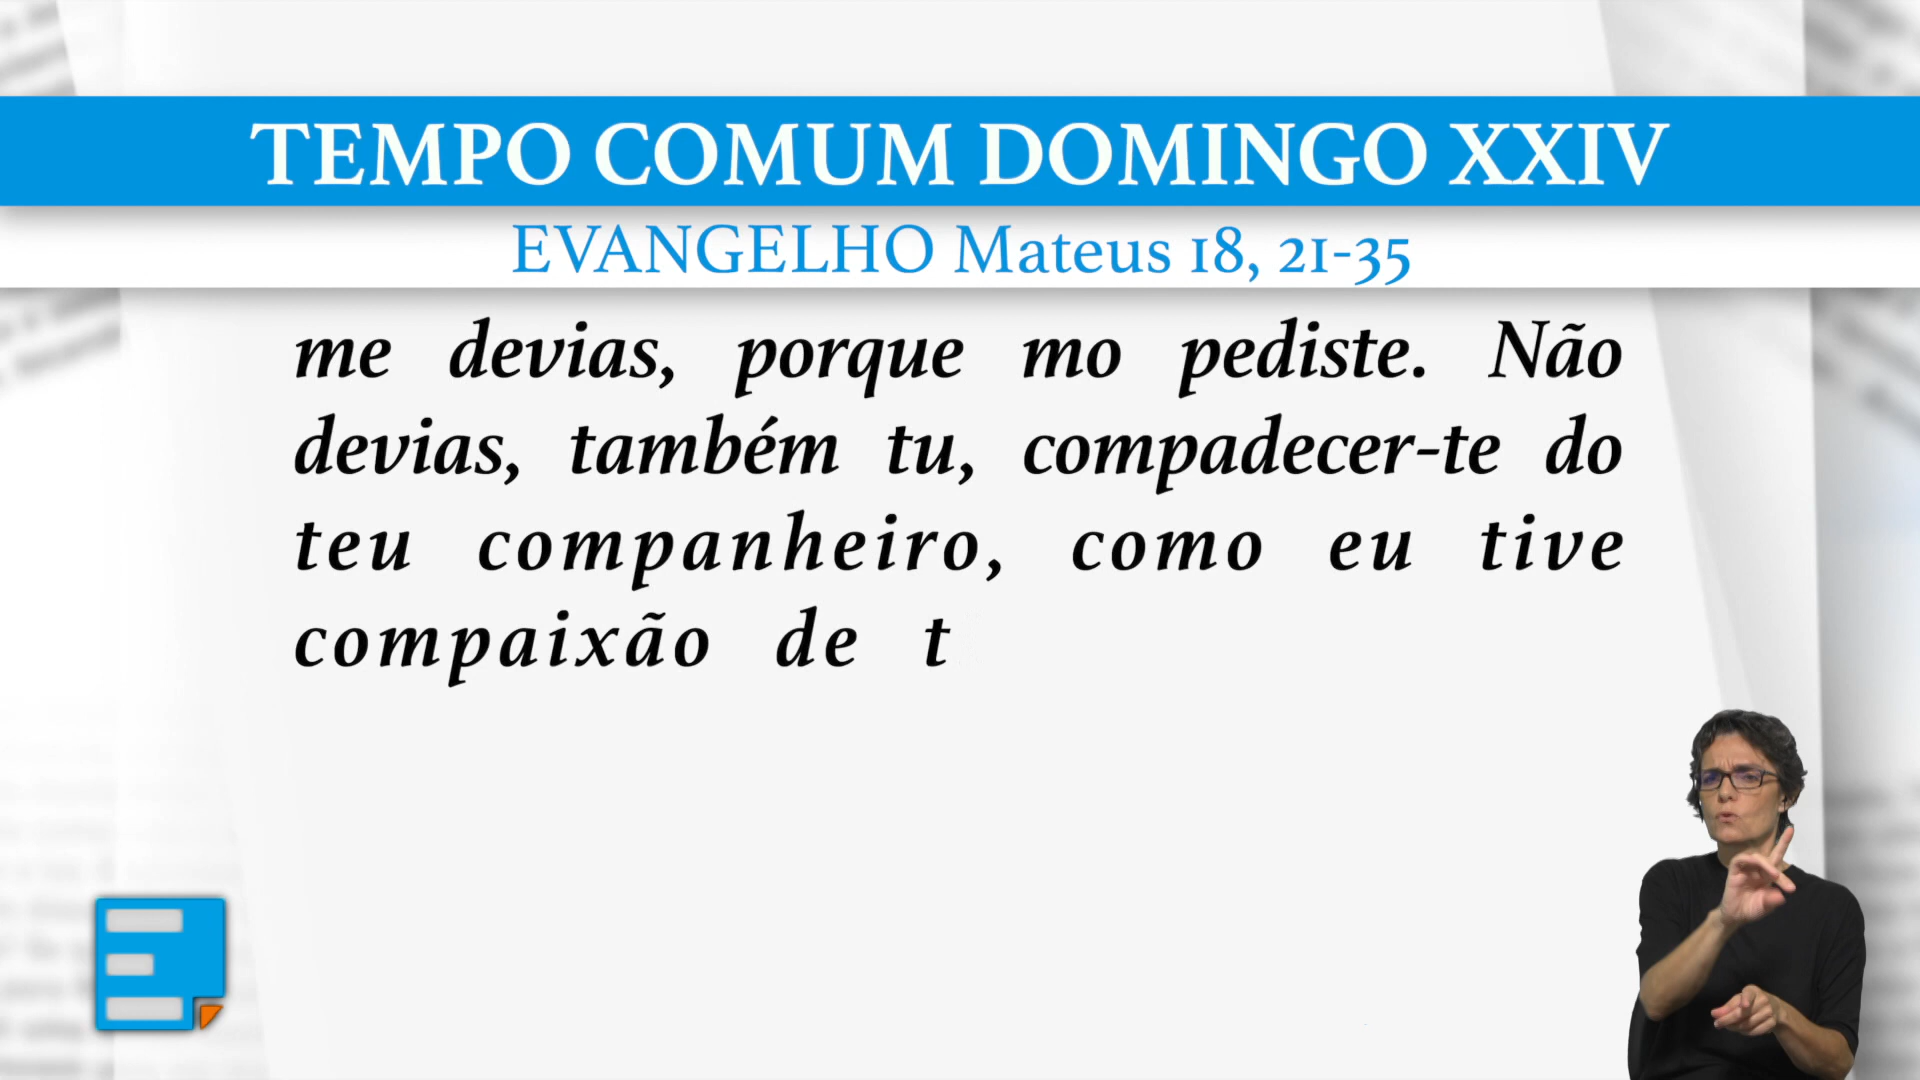 TEMPO COMUM DOMINGO XXIV
EVANGELHO Mateus 18, 21-35
me devias, porque mo pediste. Não
devias, também tu, compadecer-te do
teu companheiro, como eu tive
compaixão de t